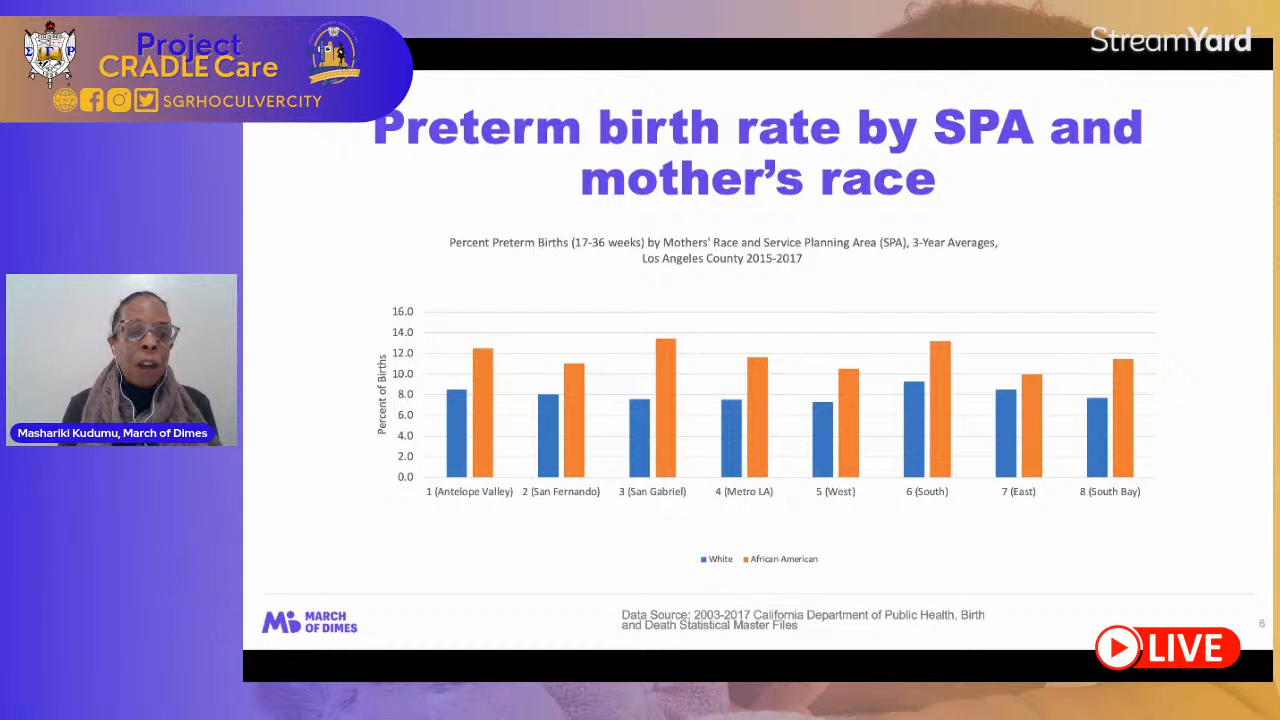 Project
CRADLE Care
SGRHOCULVERCITY
Σ Γ Ρ
StreamYard
Preterm birth rate by SPA and
mother's race
Percent Preterm Births (17-36 weeks) by Mothers' Race and Service Planning Area (SPA), 3-Year Averages,
Los Angeles County 2015-2017
Percent of Births
16.0
14.0
12.0
10.0
8.0
6.0
4.0
2.0
0.0
1 (Antelope Valley) 2 (San Fernando) 3 (San Gabriel) 4 (Metro LA) 5 (West) 6 (South) 7 (East) 8 (South Bay)
White African American
Mashariki Kudumu, March of Dimes
MARCH
OF DIMES
Data Source: 2003-2017 California Department of Public Health, Birth
and Death Statistical Master Files
6
LIVE